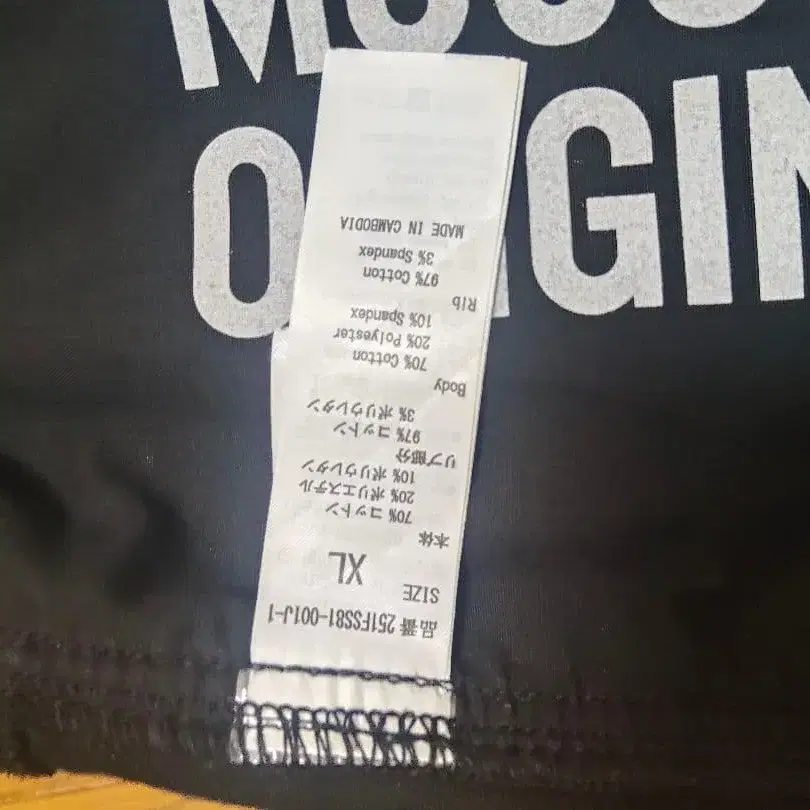 ORIGIN
品番 251FSS81-001J-1
SIZE
XL
本体
70% コットン
20% ポリエステル
10% ポリウレタン
リブ部分
97% コットン
3% ポリウレタン
Body
70% Cotton
20% Polyester
10% Spandex
Rib
97% Cotton
3% Spandex
MADE IN CAMBODIA